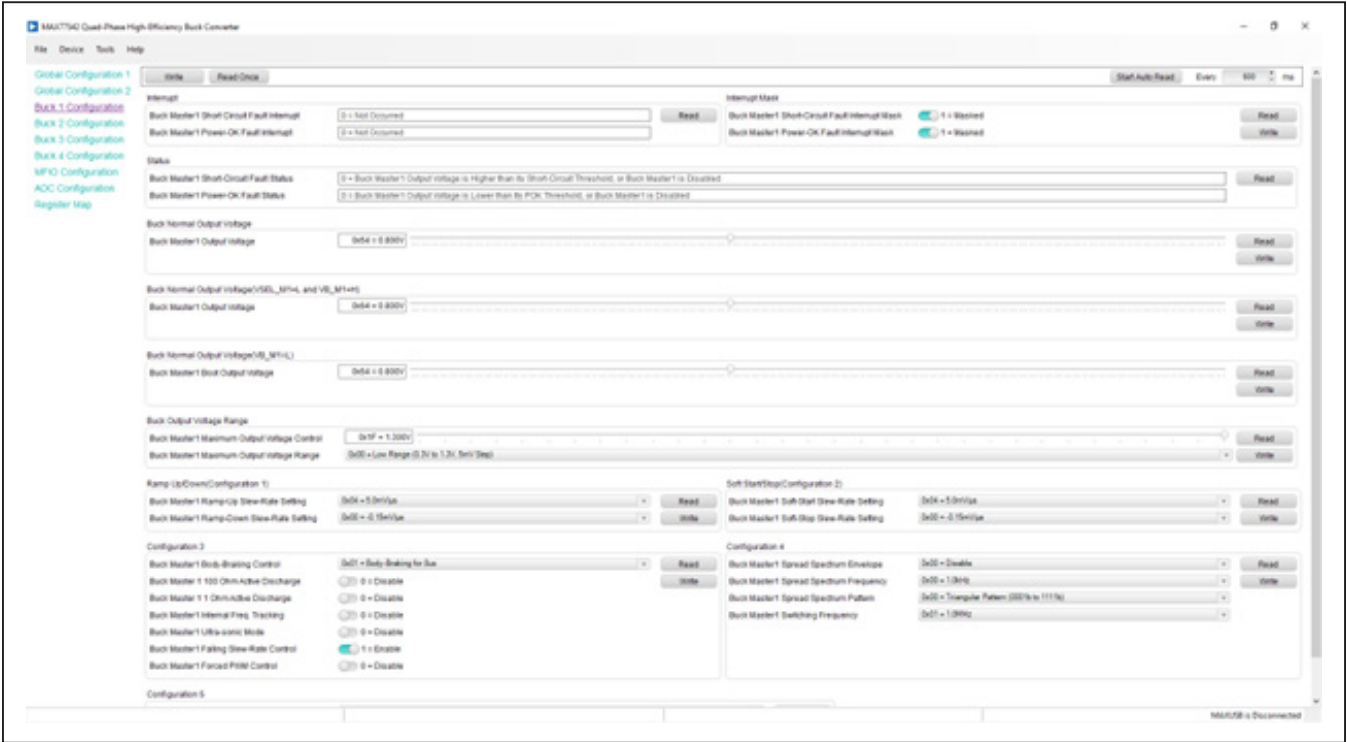 MAX77542 Quad-Phase High-Efficiency Buck Converter
File Device Tools Help
Global Configuration 1
Global Configuration 2
Buck 1 Configuration
Buck 2 Configuration
Buck 3 Configuration
Buck 4 Configuration
MFIO Configuration
ADC Configuration
Register Map
Write Read Once Start Auto Read Every 600 ms
Interrupt
Buck Master1 Short-Circuit Fault Interrupt 0 = Not Occurred Read
Buck Master1 Power-OK Fault Interrupt 0 = Not Occurred
Interrupt Mask
Buck Master1 Short-Circuit Fault Interrupt Mask 1 = Masked Read
Buck Master1 Power-OK Fault Interrupt Mask 1 = Masked Write
Status
Buck Master1 Short-Circuit Fault Status 0 = Buck Master1 Output Voltage is Higher than its Short-Circuit Threshold, or Buck Master1 is Disabled Read
Buck Master1 Power-OK Fault Status 0 = Buck Master1 Output Voltage is Lower than its POK Threshold, or Buck Master1 is Disabled
Buck Normal Output Voltage
Buck Master1 Output Voltage 0x64 = 0.800V Read
Write
Buck Normal Output Voltage(VSEL_M1=L and VB_M1=H)
Buck Master1 Output Voltage 0x64 = 0.800V Read
Write
Buck Normal Output Voltage(VB_M1=L)
Buck Master1 Boot Output Voltage 0x64 = 0.800V Read
Write
Buck Output Voltage Range
Buck Master1 Maximum Output Voltage Control 0x1F = 1.300V Read
Buck Master1 Maximum Output Voltage Range 0x00 = Low Range (0.3V to 1.3V, 5mV Step) Write
Ramp Up/Down(Configuration 1)
Buck Master1 Ramp-Up Slew-Rate Setting 0x04 = 5.0mV/µs Read
Buck Master1 Ramp-Down Slew-Rate Setting 0x00 = -0.15mV/µs Write
Soft Start/Stop(Configuration 2)
Buck Master1 Soft-Start Slew-Rate Setting 0x04 = 5.0mV/µs Read
Buck Master1 Soft-Stop Slew-Rate Setting 0x00 = -0.15mV/µs Write
Configuration 3
Buck Master1 Body-Braking Control 0x01 = Body-Braking for 5us Read
Buck Master 1 100 Ohm Active Discharge 0 = Disable Write
Buck Master 1 1 Ohm Active Discharge 0 = Disable
Buck Master1 Internal Freq. Tracking 0 = Disable
Buck Master1 Ultra-sonic Mode 0 = Disable
Buck Master1 Falling Slew-Rate Control 1 = Enable
Buck Master1 Forced PWM Control 0 = Disable
Configuration 4
Buck Master1 Spread Spectrum Envelope 0x00 = Disable Read
Buck Master1 Spread Spectrum Frequency 0x00 = 1.0kHz Write
Buck Master1 Spread Spectrum Pattern 0x00 = Triangular Pattern (0001b to 1111b)
Buck Master1 Switching Frequency 0x01 = 1.0MHz
Configuration 5
MAXUSB is Disconnected